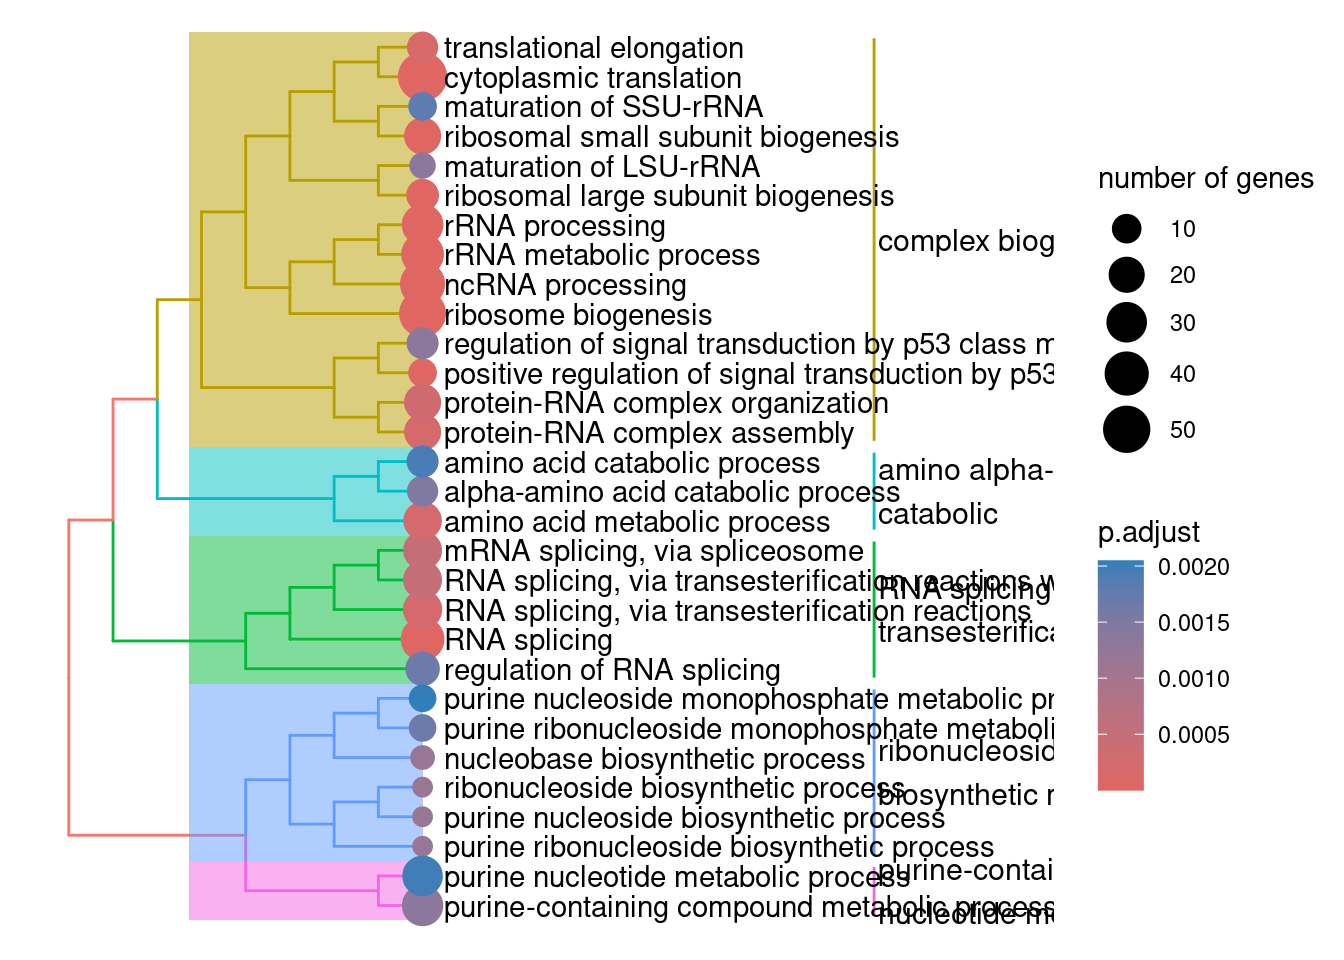 translational elongation
cytoplasmic translation
maturation of SSU-rRNA
ribosomal small subunit biogenesis
maturation of LSU-rRNA
ribosomal large subunit biogenesis
rRNA processing
rRNA metabolic process
ncRNA processing
ribosome biogenesis
regulation of signal transduction by p53 class m
positive regulation of signal transduction by p53
protein-RNA complex organization
protein-RNA complex assembly
amino acid catabolic process
alpha-amino acid catabolic process
amino acid metabolic process
mRNA splicing, via spliceosome
RNA splicing, via transesterification reactions w
RNA splicing, via transesterification reactions
RNA splicing
regulation of RNA splicing
purine nucleoside monophosphate metabolic pr
purine ribonucleoside monophosphate metaboli
nucleobase biosynthetic process
ribonucleoside biosynthetic process
purine nucleoside biosynthetic process
purine ribonucleoside biosynthetic process
purine nucleotide metabolic process
purine-containing compound metabolic process
complex biog
amino alpha-
catabolic
RNA splicing
transesterifica
ribonucleosid
biosynthetic r
purine-contai
nucleotide me
number of genes
10
20
30
40
50
p.adjust
0.0020
0.0015
0.0010
0.0005